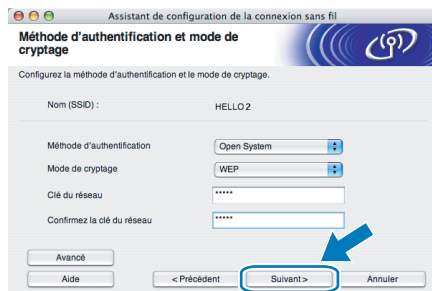 Assistant de configuration de la connexion sans fil
Méthode d'authentification et mode de
cryptage
Configurez la méthode d'authentification et le mode de cryptage.
Nom (SSID) : HELLO 2
Méthode d'authentification Open System
Mode de cryptage WEP
Clé du réseau *****
Confirmez la clé du réseau *****
Avancé
Aide < Précédent Suivant > Annuler